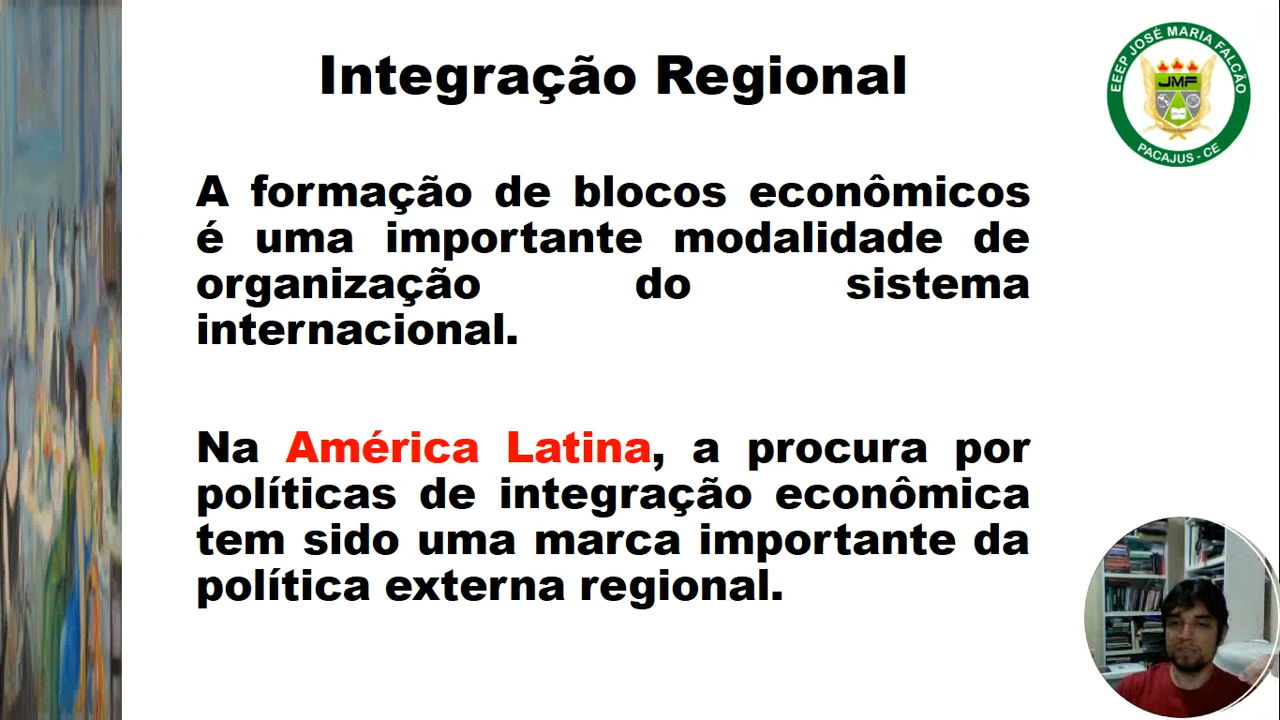 Integração Regional
EEEP JOSÉ MARIA FALCÃO
JMF
PACAJUS - CE
A formação de blocos econômicos
é uma importante modalidade de
organização do sistema
internacional.
Na América Latina, a procura por
políticas de integração econômica
tem sido uma marca importante da
política externa regional.